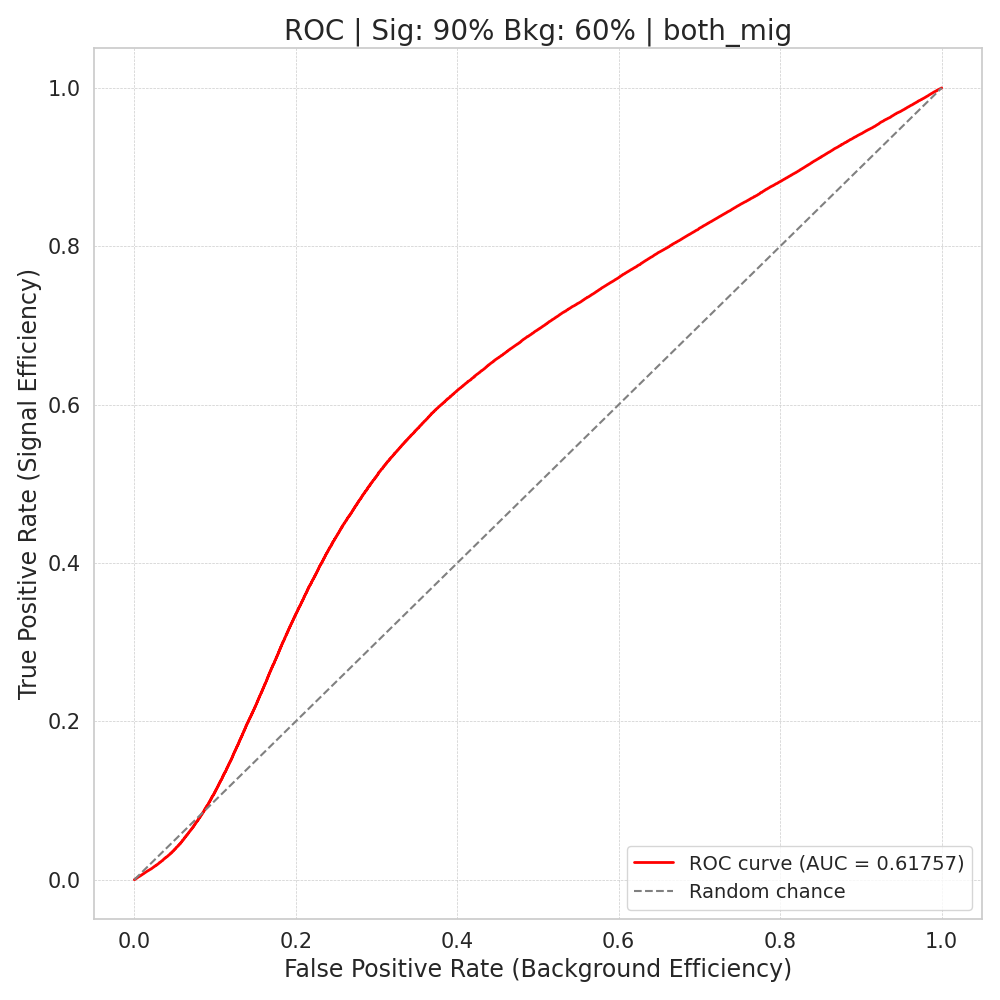 ROC | Sig: 90% Bkg: 60% | both_mig
True Positive Rate (Signal Efficiency)
1.0
0.8
0.6
0.4
0.2
0.0
ROC curve (AUC = 0.61757)
Random chance
0.0 0.2 0.4 0.6 0.8 1.0
False Positive Rate (Background Efficiency)